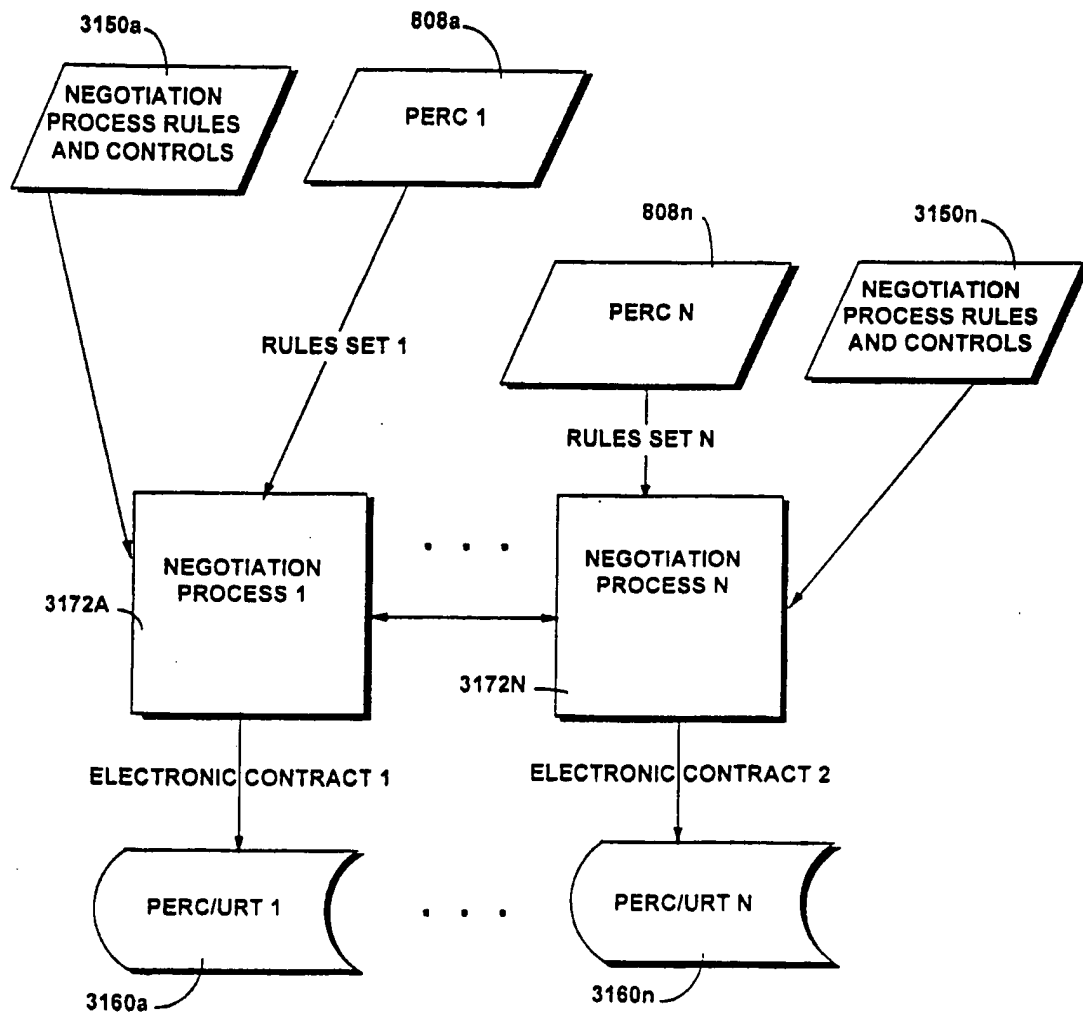 3150a
808a
NEGOTIATION
PROCESS RULES
AND CONTROLS
PERC 1
808n
3150n
PERC N
NEGOTIATION
PROCESS RULES
AND CONTROLS
RULES SET 1
RULES SET N
NEGOTIATION
PROCESS 1
. . .
NEGOTIATION
PROCESS N
3172A
3172N
ELECTRONIC CONTRACT 1
ELECTRONIC CONTRACT 2
PERC/URT 1
. . .
PERC/URT N
3160a
3160n